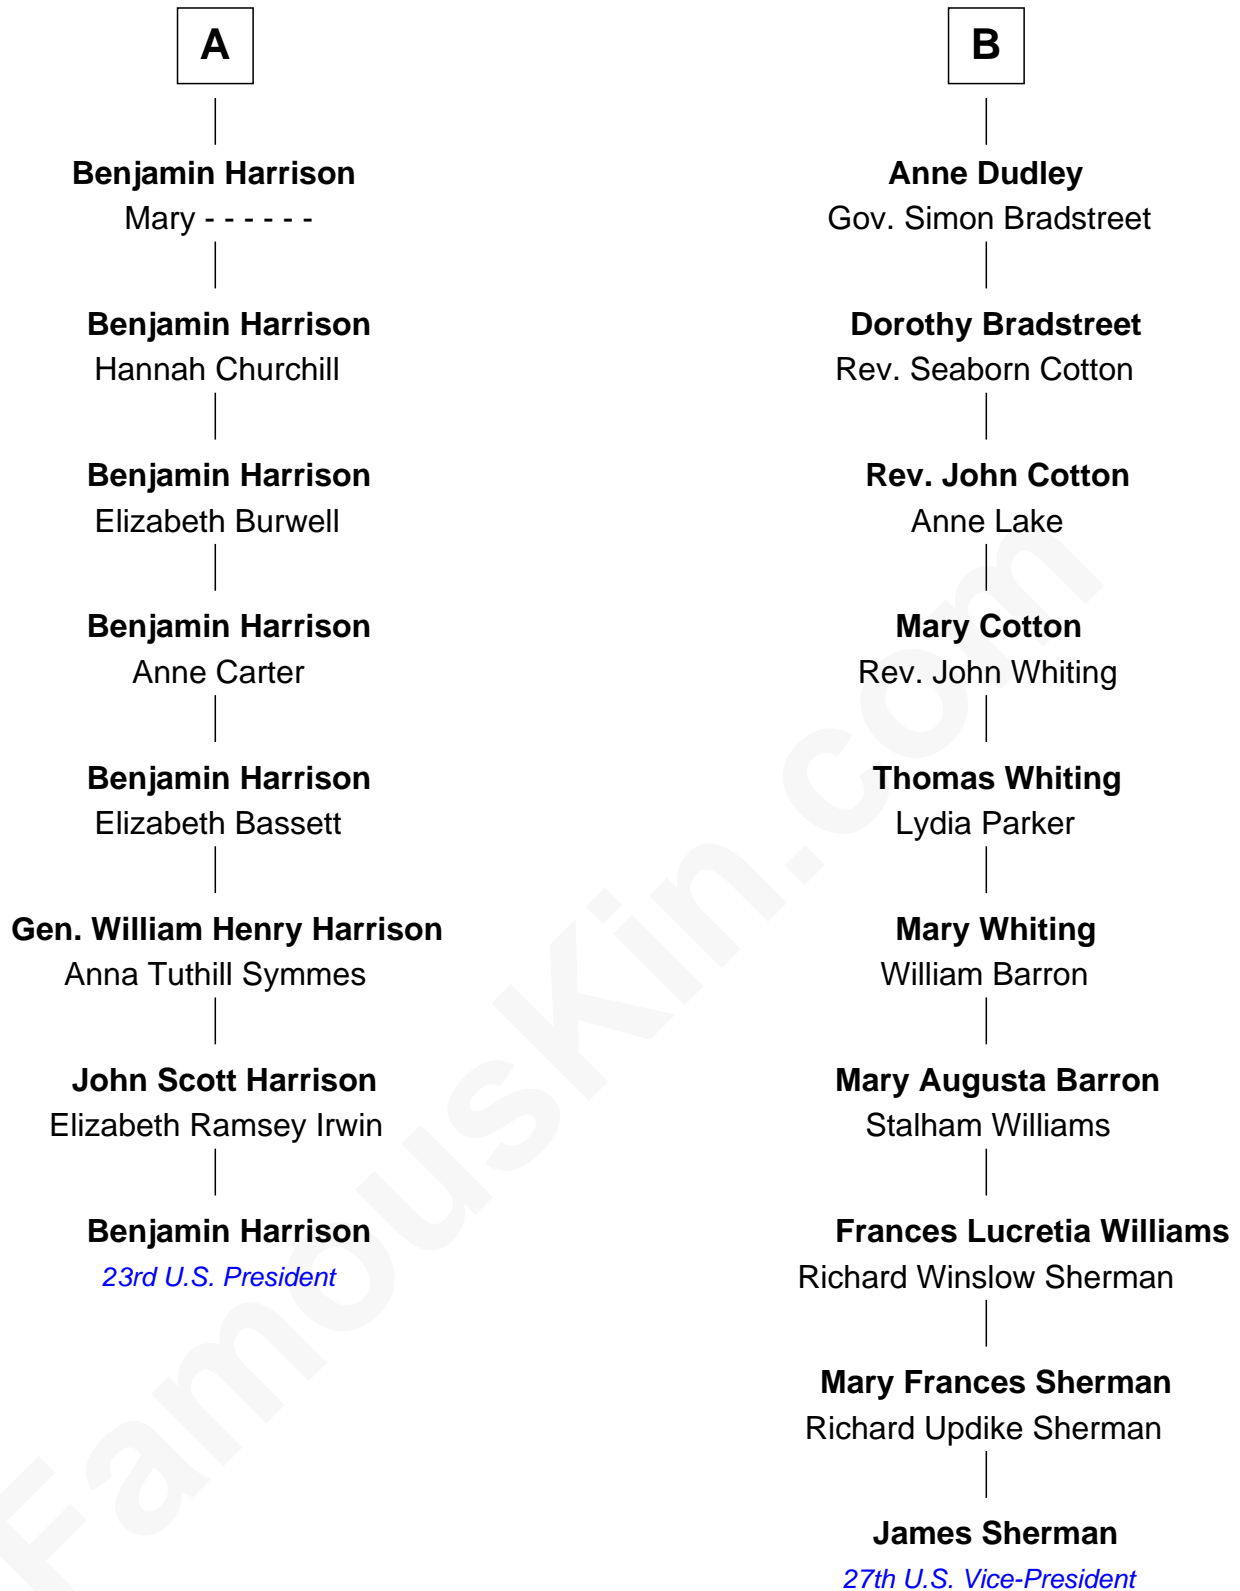 A
Benjamin Harrison
Mary - - - - - -
Benjamin Harrison
Hannah Churchill
Benjamin Harrison
Elizabeth Burwell
Benjamin Harrison
Anne Carter
Benjamin Harrison
Elizabeth Bassett
Gen. William Henry Harrison
Anna Tuthill Symmes
John Scott Harrison
Elizabeth Ramsey Irwin
Benjamin Harrison
23rd U.S. President
B
Anne Dudley
Gov. Simon Bradstreet
Dorothy Bradstreet
Rev. Seaborn Cotton
Rev. John Cotton
Anne Lake
Mary Cotton
Rev. John Whiting
Thomas Whiting
Lydia Parker
Mary Whiting
William Barron
Mary Augusta Barron
Stalham Williams
Frances Lucretia Williams
Richard Winslow Sherman
Mary Frances Sherman
Richard Updike Sherman
James Sherman
27th U.S. Vice-President
FamousKin.com